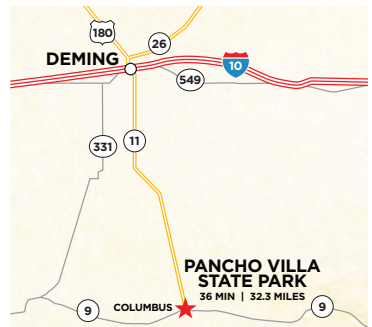 180
26
DEMING
10
549
331
11
PANCHO VILLA
STATE PARK
36 MIN | 32.3 MILES
COLUMBUS
9
9